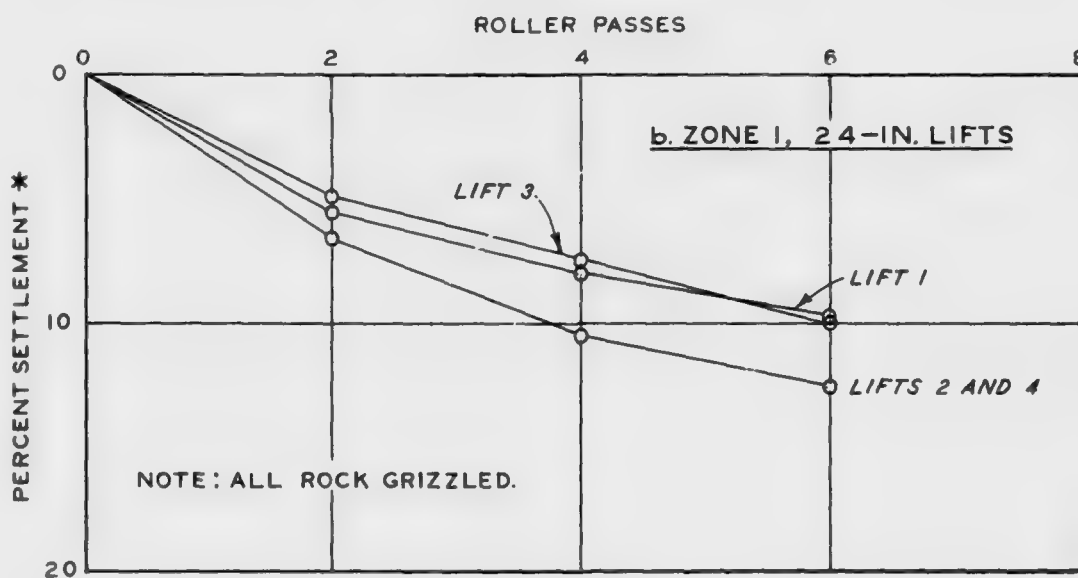 ROLLER PASSES
0 2 4 6 8
0
b. ZONE 1, 24-IN. LIFTS
LIFT 3.
LIFT 1
10
LIFTS 2 AND 4
NOTE: ALL ROCK GRIZZLED.
20
PERCENT SETTLEMENT *